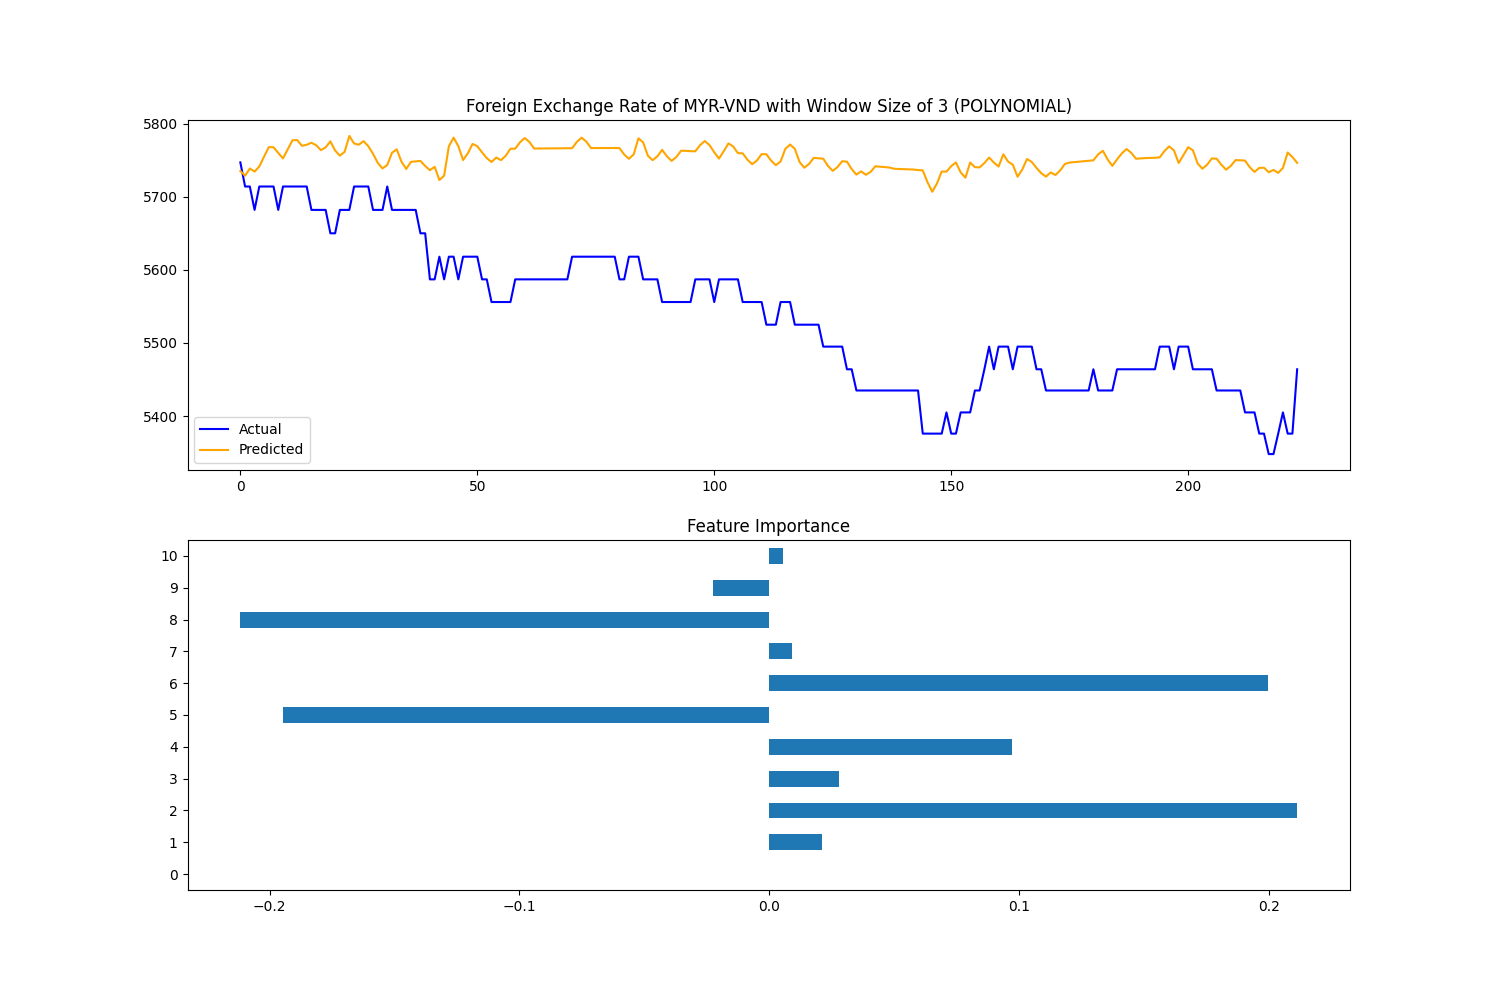 Foreign Exchange Rate of MYR-VND with Window Size of 3 (POLYNOMIAL)
5800
5700
5600
5500
5400
Actual
Predicted
0 50 100 150 200
Feature Importance
10
9
8
7
6
5
4
3
2
1
0
−0.2 −0.1 0.0 0.1 0.2